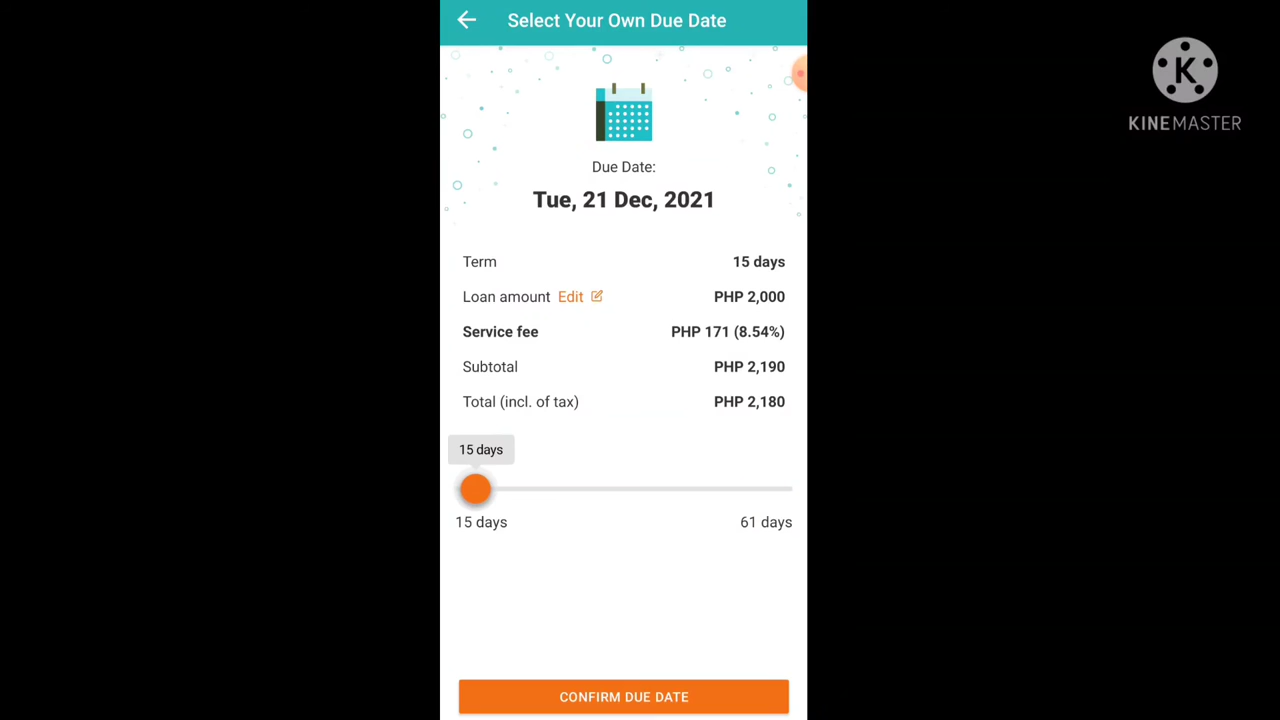 Select Your Own Due Date
KINEMASTER
Due Date:
Tue, 21 Dec, 2021
Term 15 days
Loan amount Edit PHP 2,000
Service fee PHP 171 (8.54%)
Subtotal PHP 2,190
Total (incl. of tax) PHP 2,180
15 days
15 days 61 days
CONFIRM DUE DATE